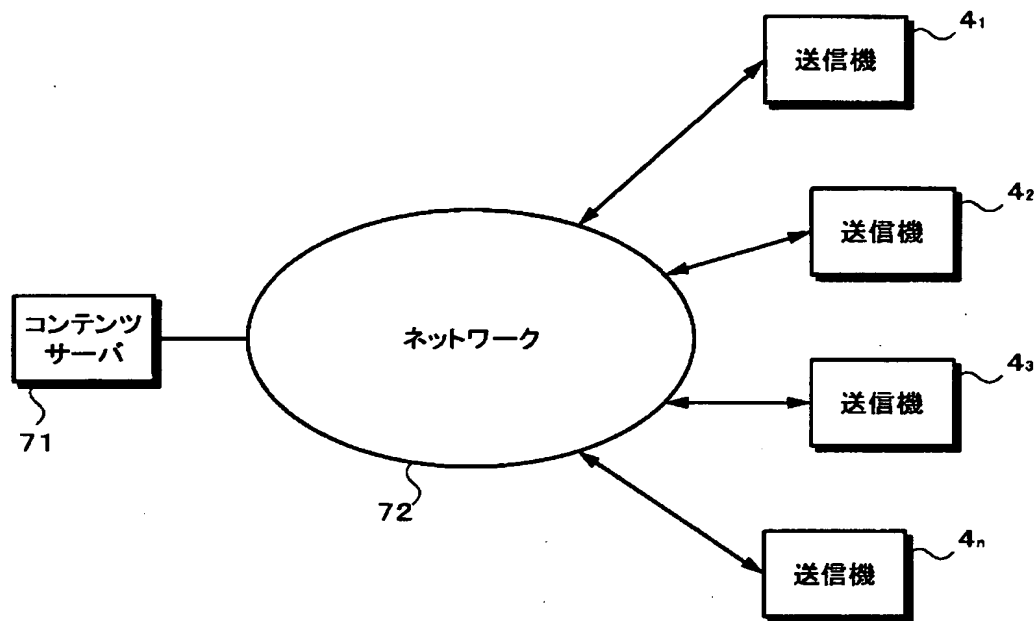 4₁
送信機
4₂
送信機
コンテンツ
サーバ
71
ネットワーク
72
4₃
送信機
4ₙ
送信機